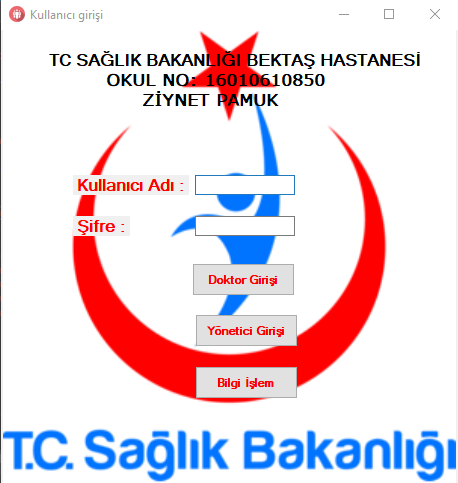 Kullanıcı girişi
TC SAĞLIK BAKANLIĞI BEKTAŞ HASTANESİ
OKUL NO: 16010610850
ZİYNET PAMUK
Kullanıcı Adı :
Şifre :
Doktor Girişi
Yönetici Girişi
Bilgi İşlem
T.C. Sağlık Bakanlığı